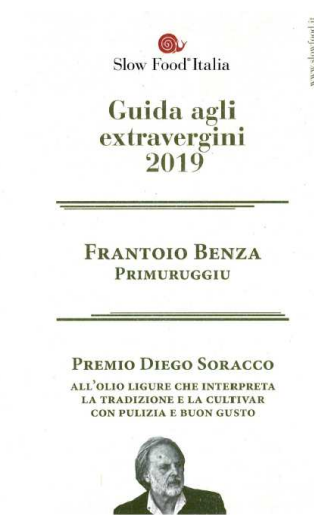 Slow Food® Italia
www.slowfood.it
Guida agli
extravergini
2019
FRANTOIO BENZA
PRIMURUGGIU
PREMIO DIEGO SORACCO
ALL'OLIO LIGURE CHE INTERPRETA
LA TRADIZIONE E LA CULTIVAR
CON PULIZIA E BUON GUSTO